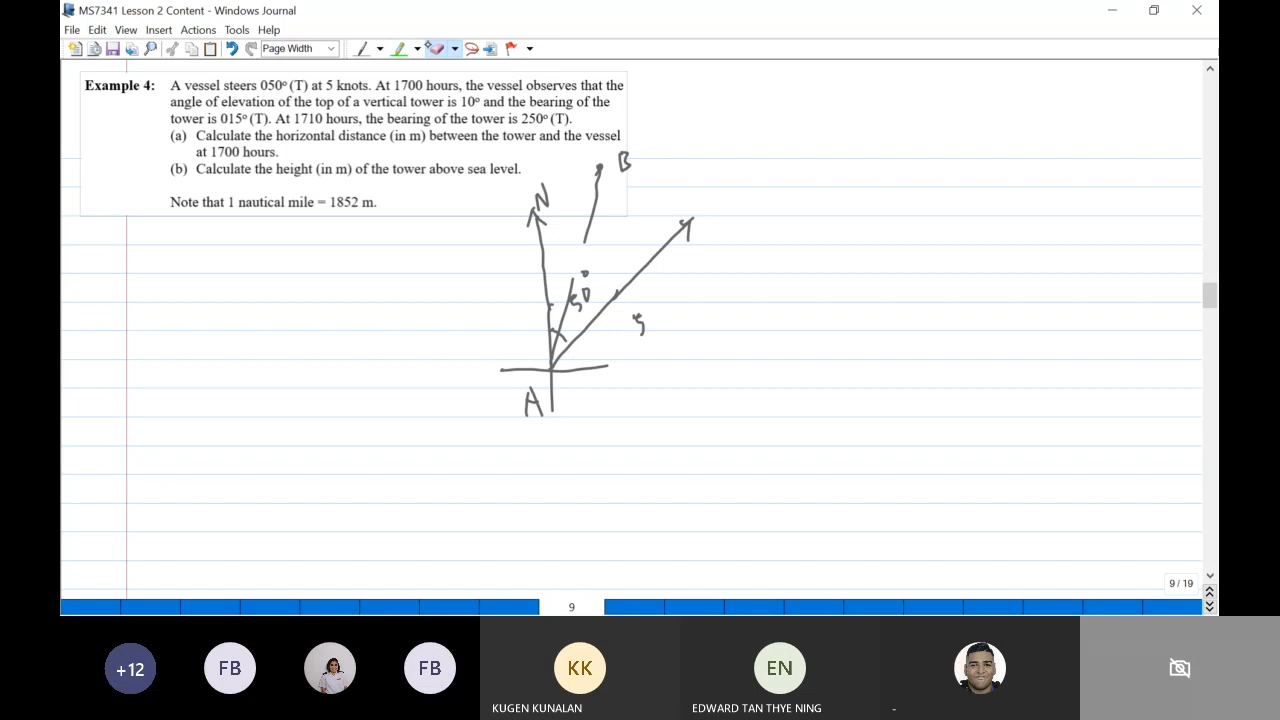 MS7341 Lesson 2 Content - Windows Journal
File Edit View Insert Actions Tools Help
Page Width
Example 4: A vessel steers 050° (T) at 5 knots. At 1700 hours, the vessel observes that the
angle of elevation of the top of a vertical tower is 10° and the bearing of the
tower is 015° (T). At 1710 hours, the bearing of the tower is 250° (T).
(a) Calculate the horizontal distance (in m) between the tower and the vessel
at 1700 hours.
(b) Calculate the height (in m) of the tower above sea level.
Note that 1 nautical mile = 1852 m.
B
N
50°
5
A
9 / 19
9
+12
FB
FB
KK
EN
KUGEN KUNALAN
EDWARD TAN THYE NING
-